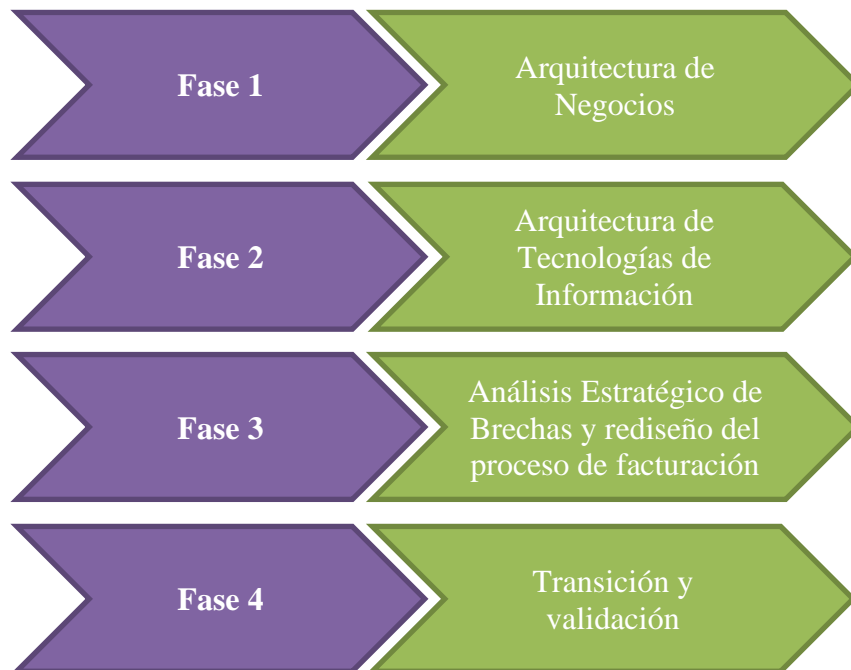 Fase 1
Arquitectura de
Negocios
Fase 2
Arquitectura de
Tecnologías de
Información
Fase 3
Análisis Estratégico de
Brechas y rediseño del
proceso de facturación
Fase 4
Transición y
validación